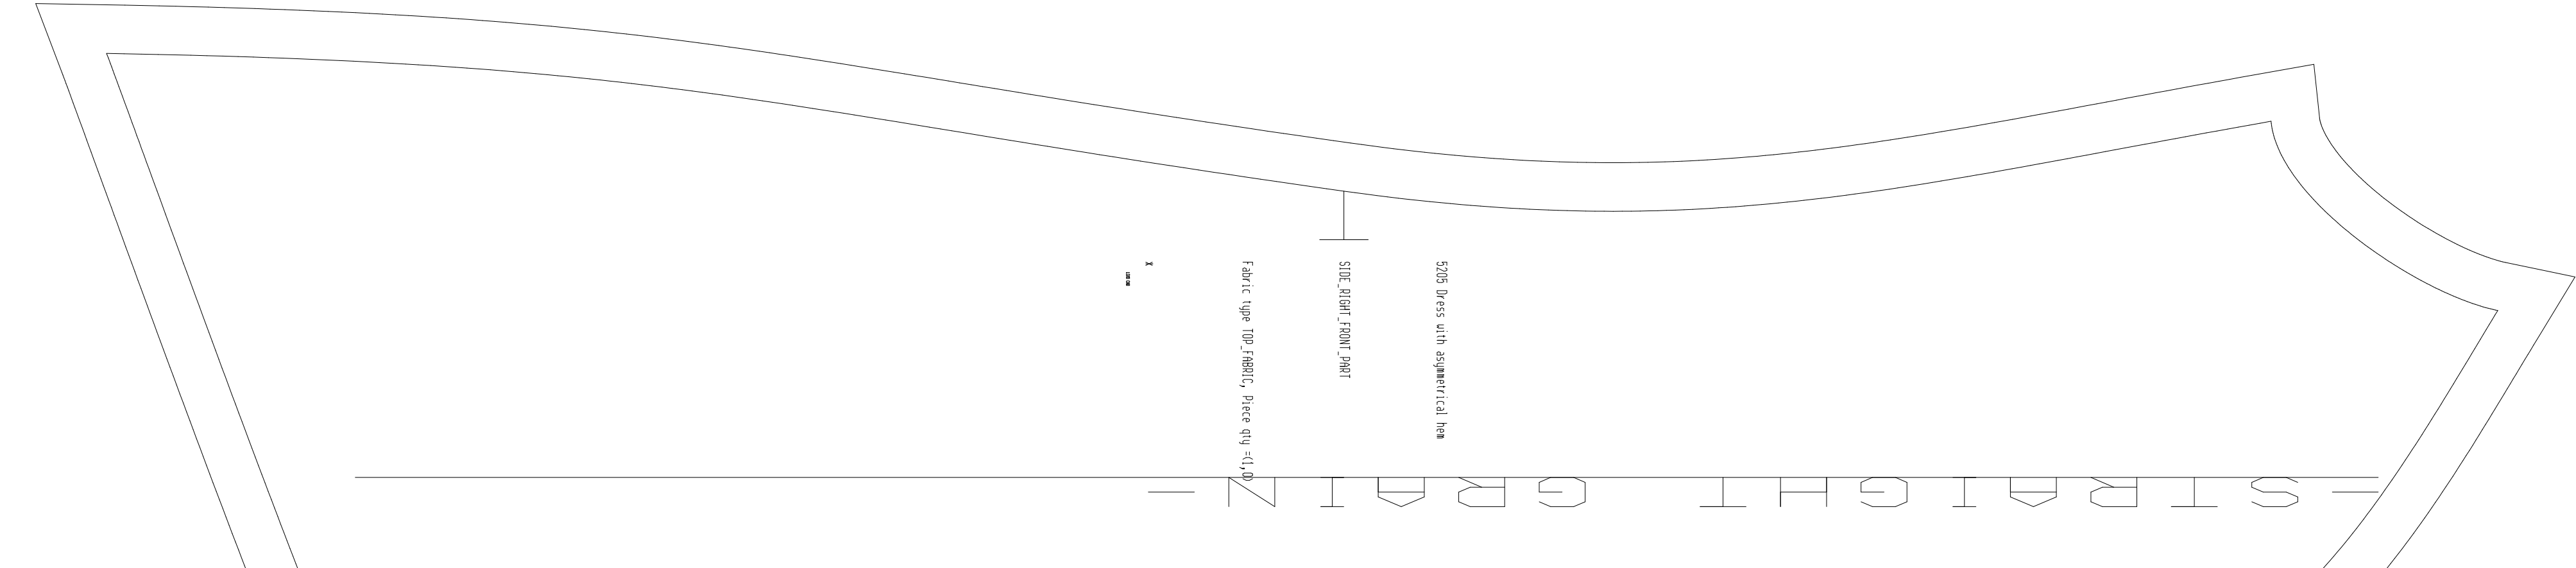 5205 Dress with asymmetrical hem
SIDE_RIGHT_FRONT_PART
Fabric type TOP_FABRIC, Piece qty =(1,0)
X
-STRAIGHT GRAIN-